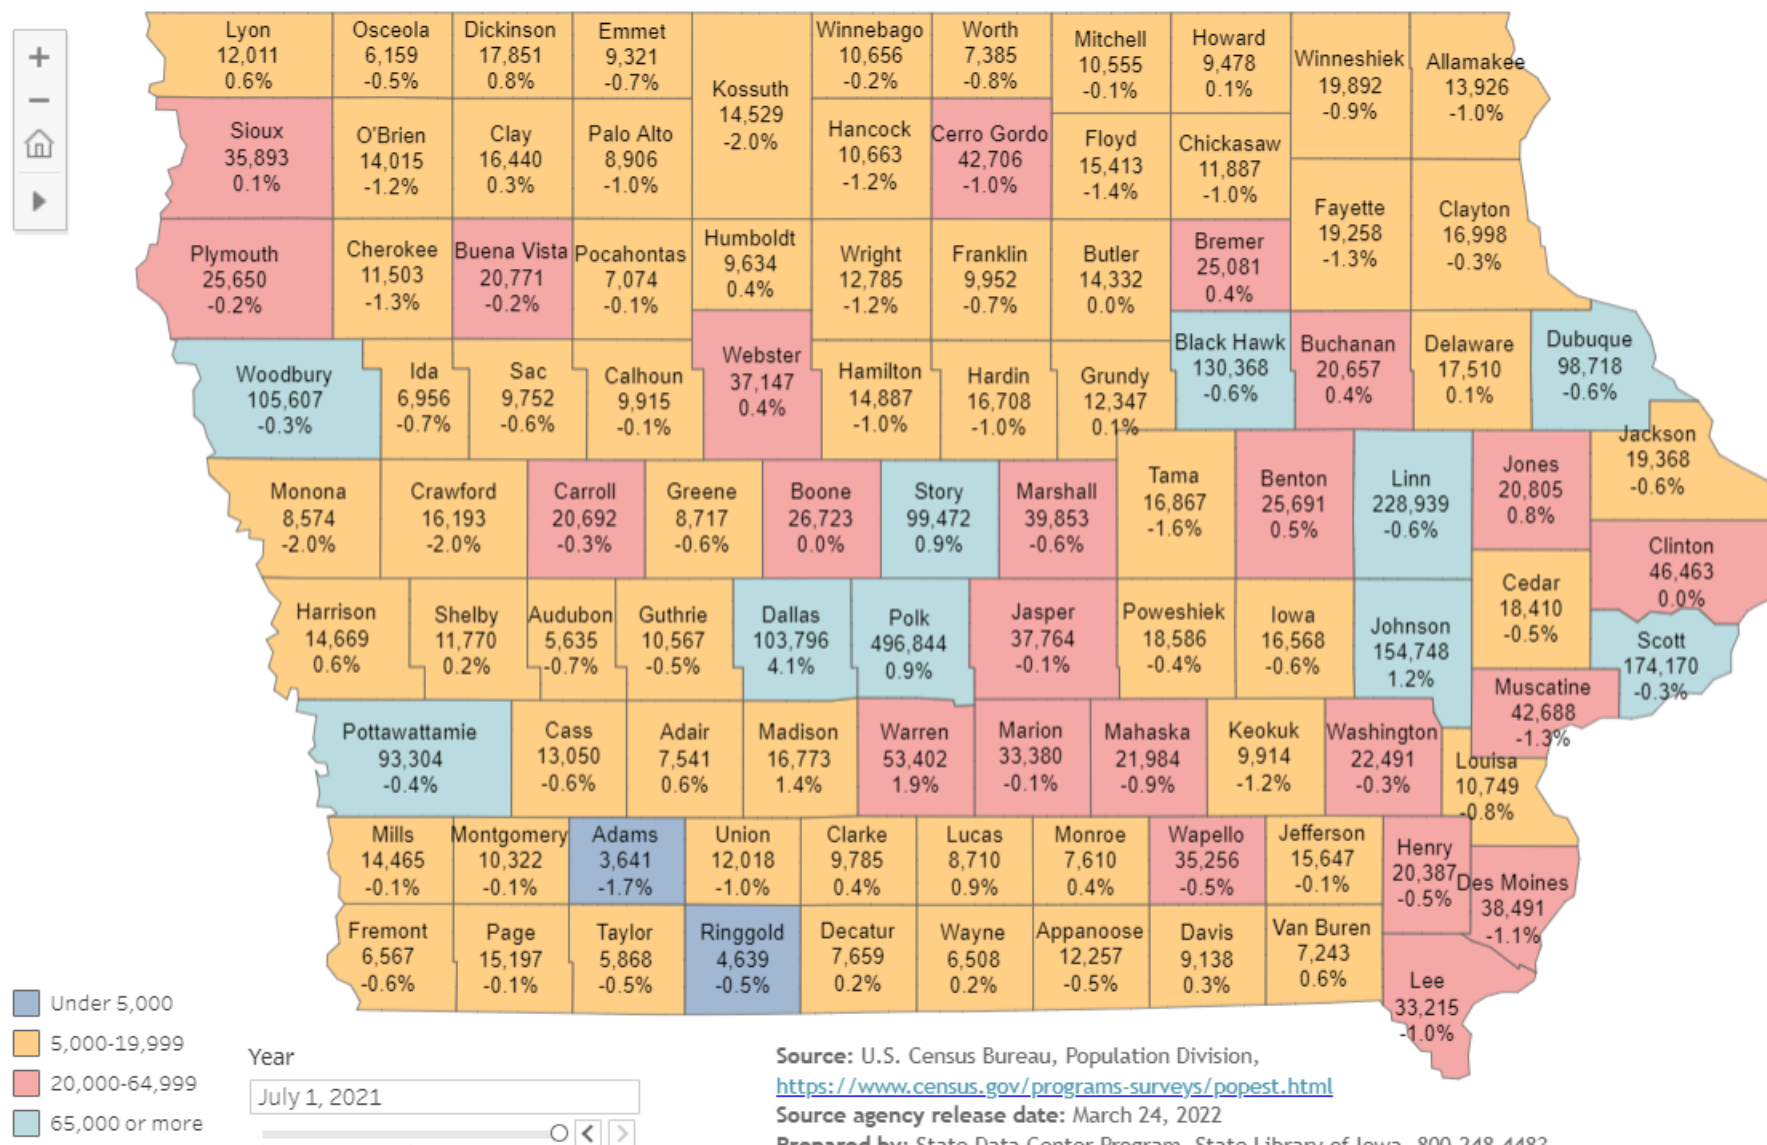 Lyon
12,011
0.6%
Osceola
6,159
-0.5%
Dickinson
17,851
0.8%
Emmet
9,321
-0.7%
Kossuth
14,529
-2.0%
Winnebago
10,656
-0.2%
Worth
7,385
-0.8%
Mitchell
10,555
-0.1%
Howard
9,478
0.1%
Winneshiek
19,892
-0.9%
Allamakee
13,926
-1.0%
Sioux
35,893
0.1%
O'Brien
14,015
-1.2%
Clay
16,440
0.3%
Palo Alto
8,906
-1.0%
Hancock
10,663
-1.2%
Cerro Gordo
42,706
-1.0%
Floyd
15,413
-1.4%
Chickasaw
11,887
-1.0%
Fayette
19,258
-1.3%
Clayton
16,998
-0.3%
Plymouth
25,650
-0.2%
Cherokee
11,503
-1.3%
Buena Vista
20,771
-0.2%
Pocahontas
7,074
-0.1%
Humboldt
9,634
0.4%
Wright
12,785
-1.2%
Franklin
9,952
-0.7%
Butler
14,332
0.0%
Bremer
25,081
0.4%
Woodbury
105,607
-0.3%
Ida
6,956
-0.7%
Sac
9,752
-0.6%
Calhoun
9,915
-0.1%
Webster
37,147
0.4%
Hamilton
14,887
-1.0%
Hardin
16,708
-1.0%
Grundy
12,347
0.1%
Black Hawk
130,368
-0.6%
Buchanan
20,657
0.4%
Delaware
17,510
0.1%
Dubuque
98,718
-0.6%
Jackson
19,368
-0.6%
Monona
8,574
-2.0%
Crawford
16,193
-2.0%
Carroll
20,692
-0.3%
Greene
8,717
-0.6%
Boone
26,723
0.0%
Story
99,472
0.9%
Marshall
39,853
-0.6%
Tama
16,867
-1.6%
Benton
25,691
0.5%
Linn
228,939
-0.6%
Jones
20,805
0.8%
Clinton
46,463
0.0%
Harrison
14,669
0.6%
Shelby
11,770
0.2%
Audubon
5,635
-0.7%
Guthrie
10,567
-0.5%
Dallas
103,796
4.1%
Polk
496,844
0.9%
Jasper
37,764
-0.1%
Poweshiek
18,586
-0.4%
Iowa
16,568
-0.6%
Johnson
154,748
1.2%
Cedar
18,410
-0.5%
Scott
174,170
-0.3%
Muscatine
42,688
-1.3%
Pottawattamie
93,304
-0.4%
Cass
13,050
-0.6%
Adair
7,541
0.6%
Madison
16,773
1.4%
Warren
53,402
1.9%
Marion
33,380
-0.1%
Mahaska
21,984
-0.9%
Keokuk
9,914
-1.2%
Washington
22,491
-0.3%
Louisa
10,749
-0.8%
Mills
14,465
-0.1%
Montgomery
10,322
-0.1%
Adams
3,641
-1.7%
Union
12,018
-1.0%
Clarke
9,785
0.4%
Lucas
8,710
0.9%
Monroe
7,610
0.4%
Wapello
35,256
-0.5%
Jefferson
15,647
-0.1%
Henry
20,387
-0.5%
Des Moines
38,491
-1.1%
Fremont
6,567
-0.6%
Page
15,197
-0.1%
Taylor
5,868
-0.5%
Ringgold
4,639
-0.5%
Decatur
7,659
0.2%
Wayne
6,508
0.2%
Appanoose
12,257
-0.5%
Davis
9,138
0.3%
Van Buren
7,243
0.6%
Lee
33,215
-1.0%
Under 5,000
5,000-19,999
20,000-64,999
65,000 or more
Year
July 1, 2021
Source: U.S. Census Bureau, Population Division,
https://www.census.gov/programs-surveys/popest.html
Source agency release date: March 24, 2022
Prepared by: State Data Center Program, State Library of Iowa, 800-248-4483